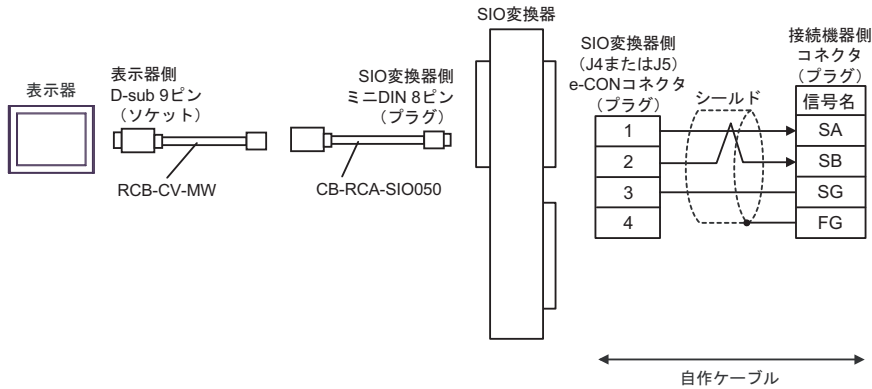 SIO変換器
表示器
表示器側
D-sub 9ピン
（ソケット）
RCB-CV-MW
SIO変換器側
ミニDIN 8ピン
（プラグ）
CB-RCA-SIO050
SIO変換器側
（J4またはJ5）
e-CONコネクタ
（プラグ）
シールド
接続機器側
コネクタ
（プラグ）
信号名
1
SA
2
SB
3
SG
4
FG
自作ケーブル